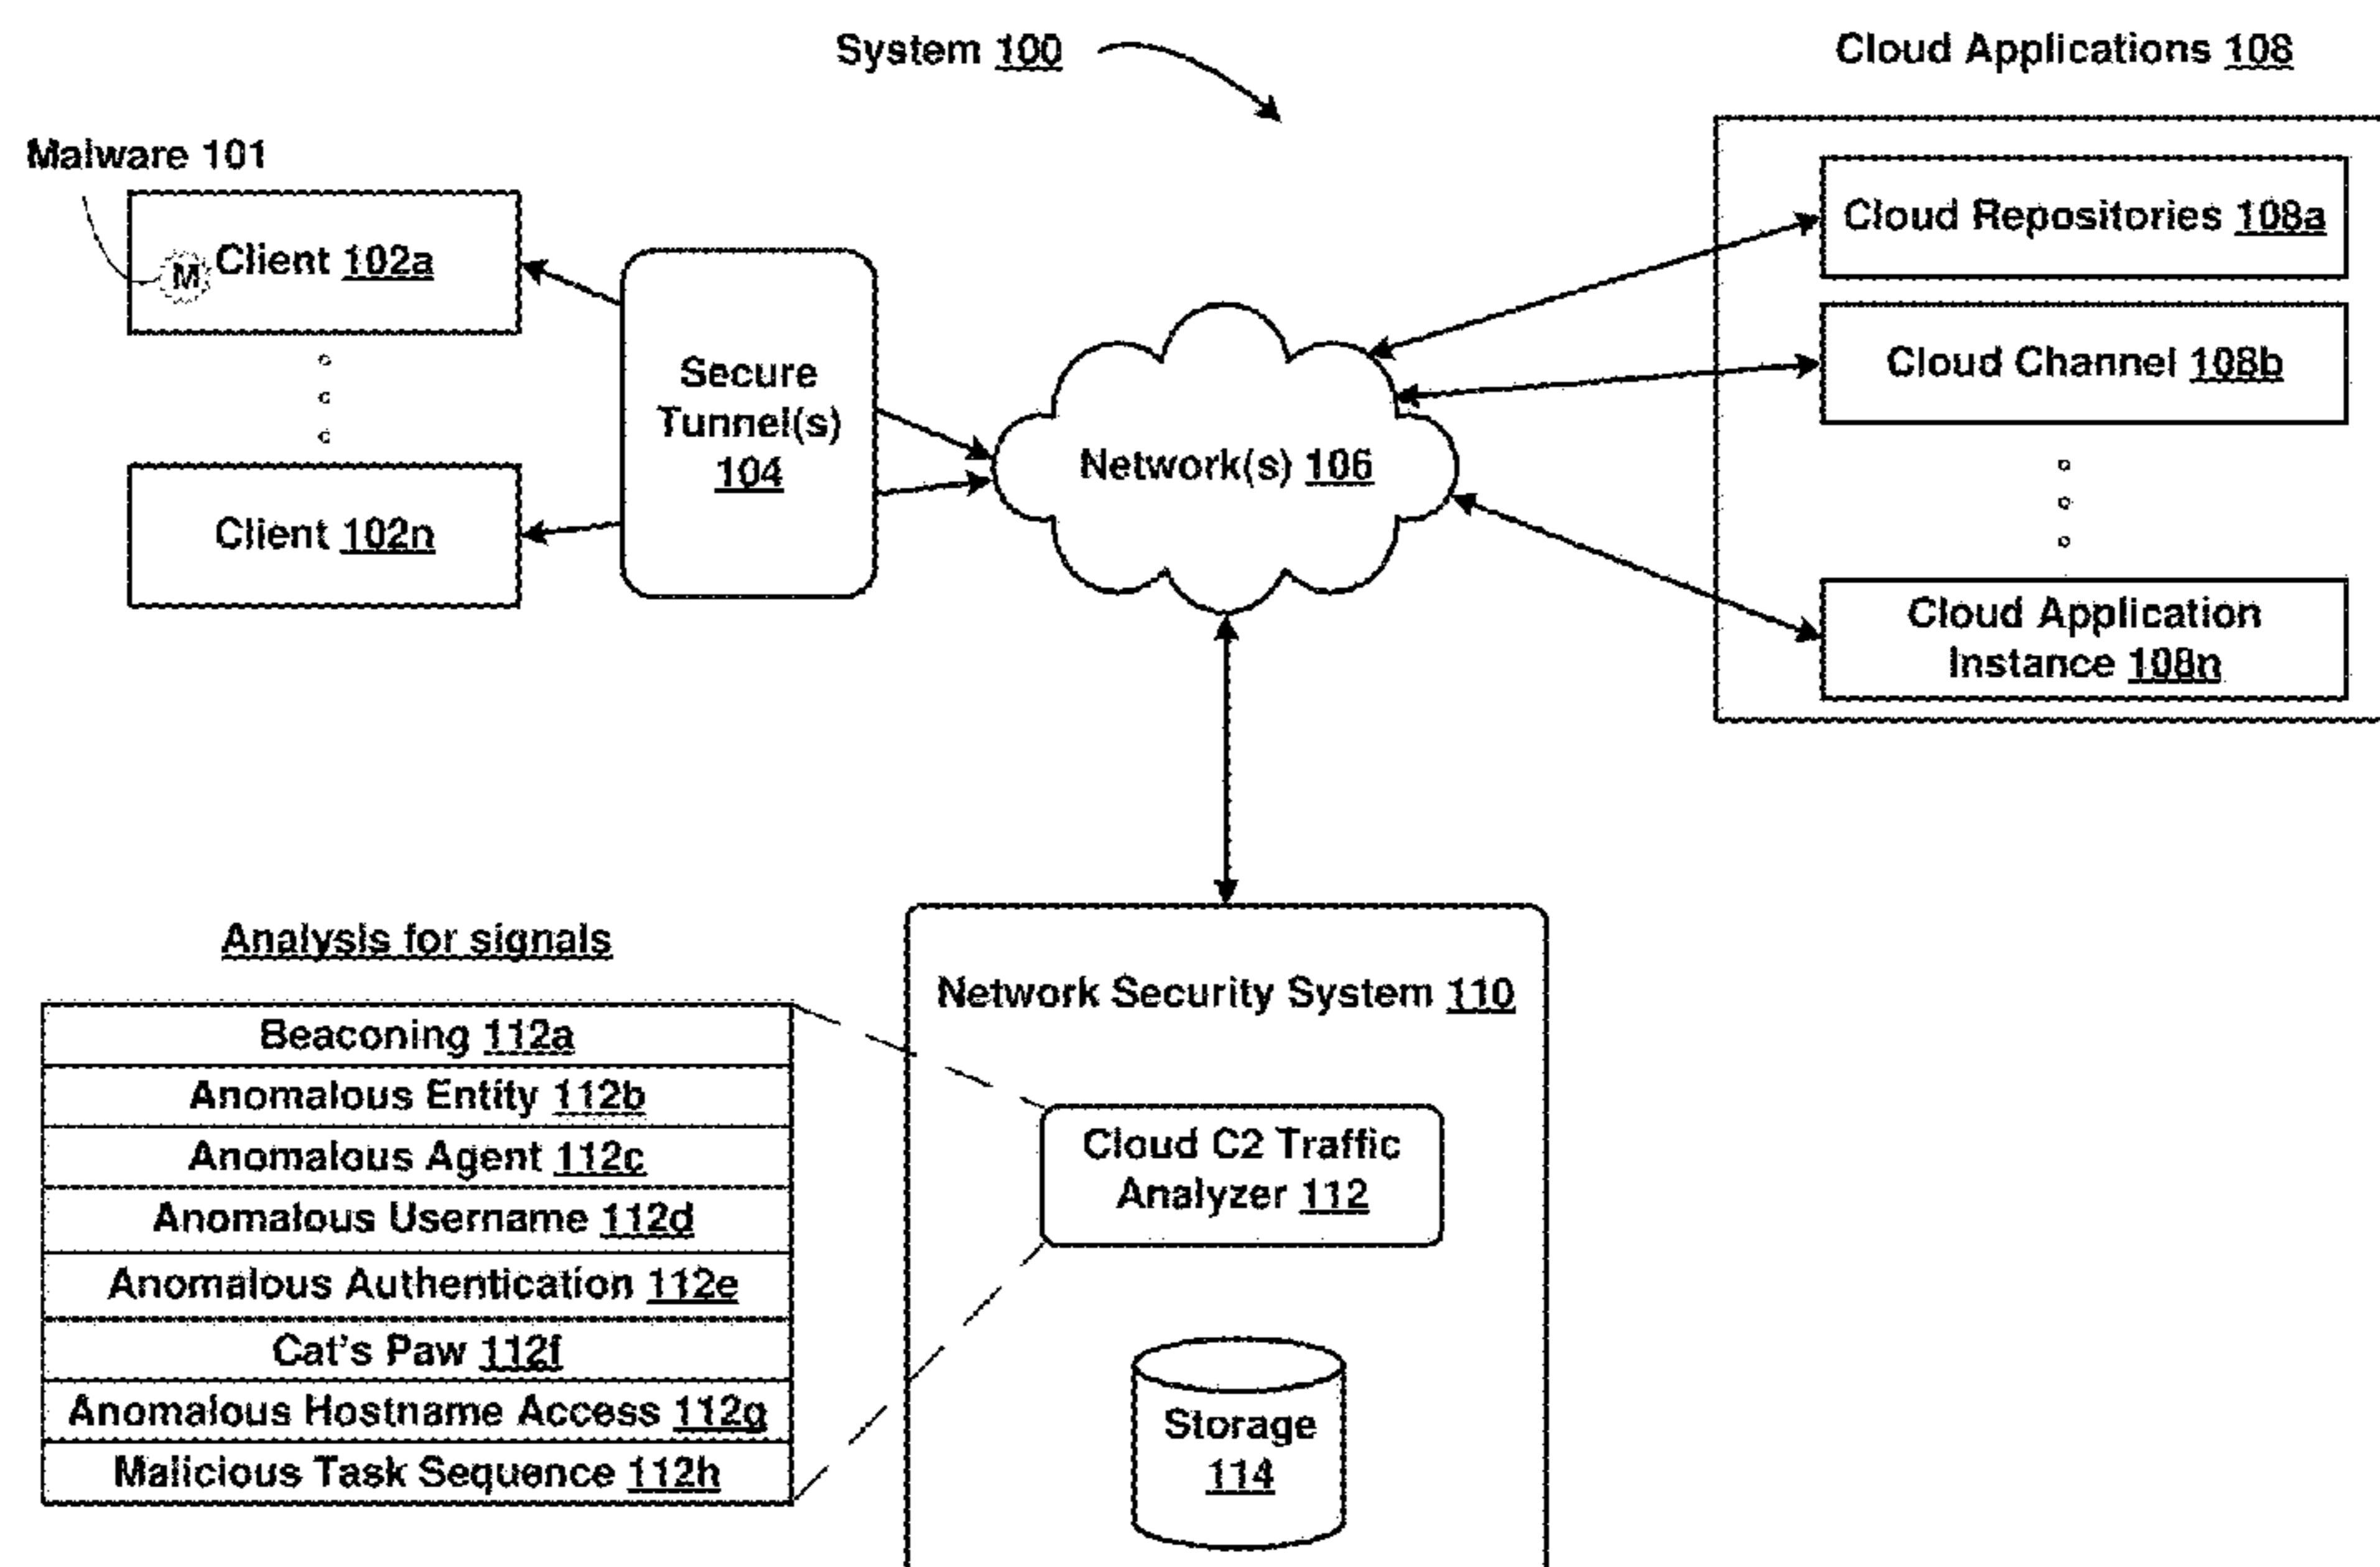 System 100
Cloud Applications 108
Malware 101
Cloud Repositories 108a
M Client 102a
Cloud Channel 108b
Secure
Tunnel(s)
104
Network(s) 106
Client 102n
Cloud Application
Instance 108n
Analysis for signals
Network Security System 110
Beaconing 112a
Anomalous Entity 112b
Anomalous Agent 112c
Anomalous Username 112d
Anomalous Authentication 112e
Cat's Paw 112f
Anomalous Hostname Access 112g
Malicious Task Sequence 112h
Cloud C2 Traffic
Analyzer 112
Storage
114